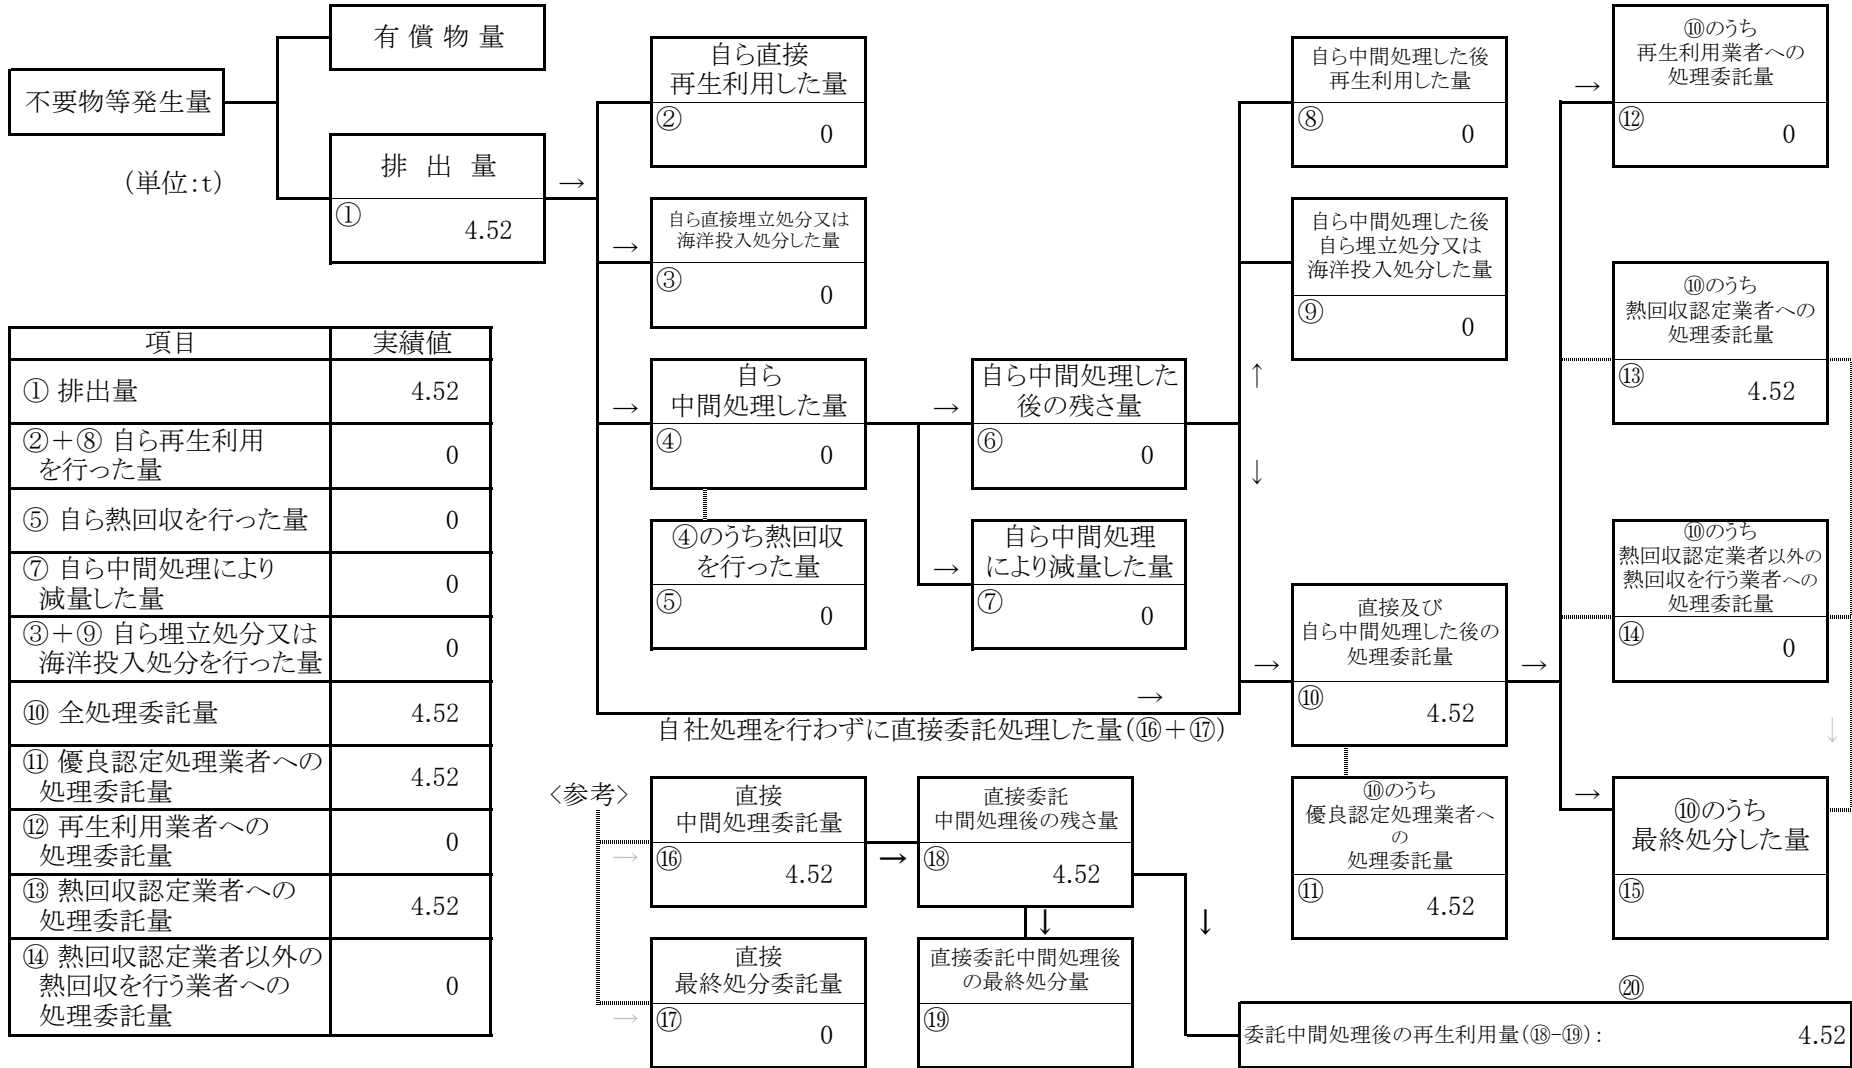 不要物等発生量
(単位:t)
有 償 物 量
排 出 量
①
4.52
→
自ら直接
再生利用した量
②
0
→
自ら直接埋立処分又は
海洋投入処分した量
③
0
→
自ら
中間処理した量
④
0
④のうち熱回収
を行った量
⑤
0
→
自ら中間処理した
後の残さ量
⑥
0
→
自ら中間処理
により減量した量
⑦
0
自ら中間処理した後
再生利用した量
⑧
0
自ら中間処理した後
自ら埋立処分又は
海洋投入処分した量
⑨
0
↑
↓
→
自社処理を行わずに直接委託処理した量(⑯+⑰)
→
直接及び
自ら中間処理した後の
処理委託量
⑩
4.52
⑩のうち
優良認定処理業者へ
の
処理委託量
⑪
4.52
→
→
⑩のうち
再生利用業者への
処理委託量
⑫
0
⑩のうち
熱回収認定業者への
処理委託量
⑬
4.52
⑩のうち
熱回収認定業者以外の
熱回収を行う業者への
処理委託量
⑭
0
↓
→
⑩のうち
最終処分した量
⑮
項目 実績値
① 排出量 4.52
②+⑧ 自ら再生利用
を行った量 0
⑤ 自ら熱回収を行った量 0
⑦ 自ら中間処理により
減量した量 0
③+⑨ 自ら埋立処分又は
海洋投入処分を行った量 0
⑩ 全処理委託量 4.52
⑪ 優良認定処理業者への
処理委託量 4.52
⑫ 再生利用業者への
処理委託量 0
⑬ 熱回収認定業者への
処理委託量 4.52
⑭ 熱回収認定業者以外の
熱回収を行う業者への
処理委託量 0
<参考>
→
直接
中間処理委託量
⑯
4.52
→
直接
最終処分委託量
⑰
0
→
直接委託
中間処理後の残さ量
⑱
4.52
↓
直接委託中間処理後
の最終処分量
⑲
↓
⑳
委託中間処理後の再生利用量(⑱-⑲): 4.52